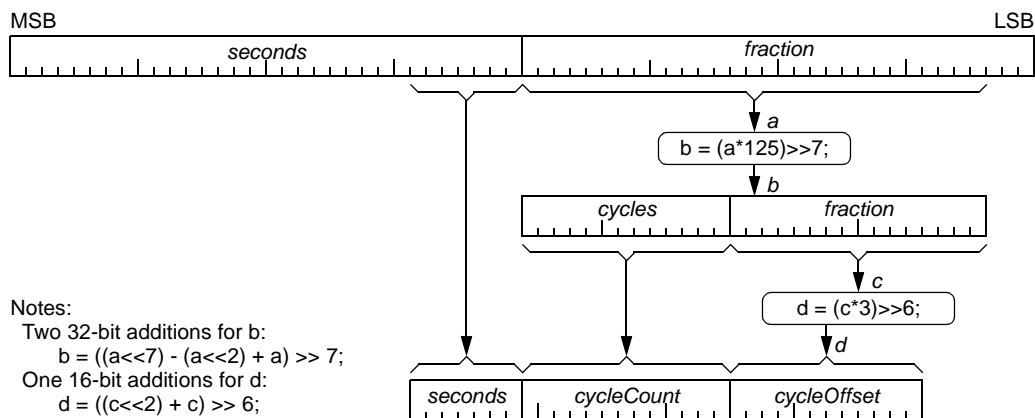 MSB LSB
seconds fraction
a
b = (a*125)>>7;
b
cycles fraction
c
d = (c*3)>>6;
d
Notes:
Two 32-bit additions for b:
b = ((a<<7) - (a<<2) + a) >> 7;
One 16-bit additions for d:
d = ((c<<2) + c) >> 6;
seconds cycleCount cycleOffset